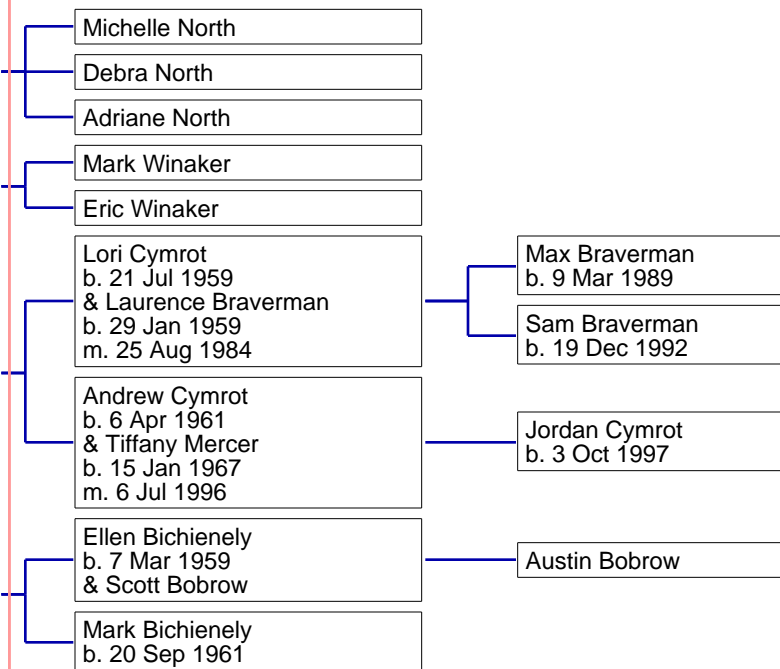 Michelle North
Debra North
Adriane North
Mark Winaker
Eric Winaker
Lori Cymrot
b. 21 Jul 1959
& Laurence Braverman
b. 29 Jan 1959
m. 25 Aug 1984
Max Braverman
b. 9 Mar 1989
Sam Braverman
b. 19 Dec 1992
Andrew Cymrot
b. 6 Apr 1961
& Tiffany Mercer
b. 15 Jan 1967
m. 6 Jul 1996
Jordan Cymrot
b. 3 Oct 1997
Ellen Bichienely
b. 7 Mar 1959
& Scott Bobrow
Austin Bobrow
Mark Bichienely
b. 20 Sep 1961